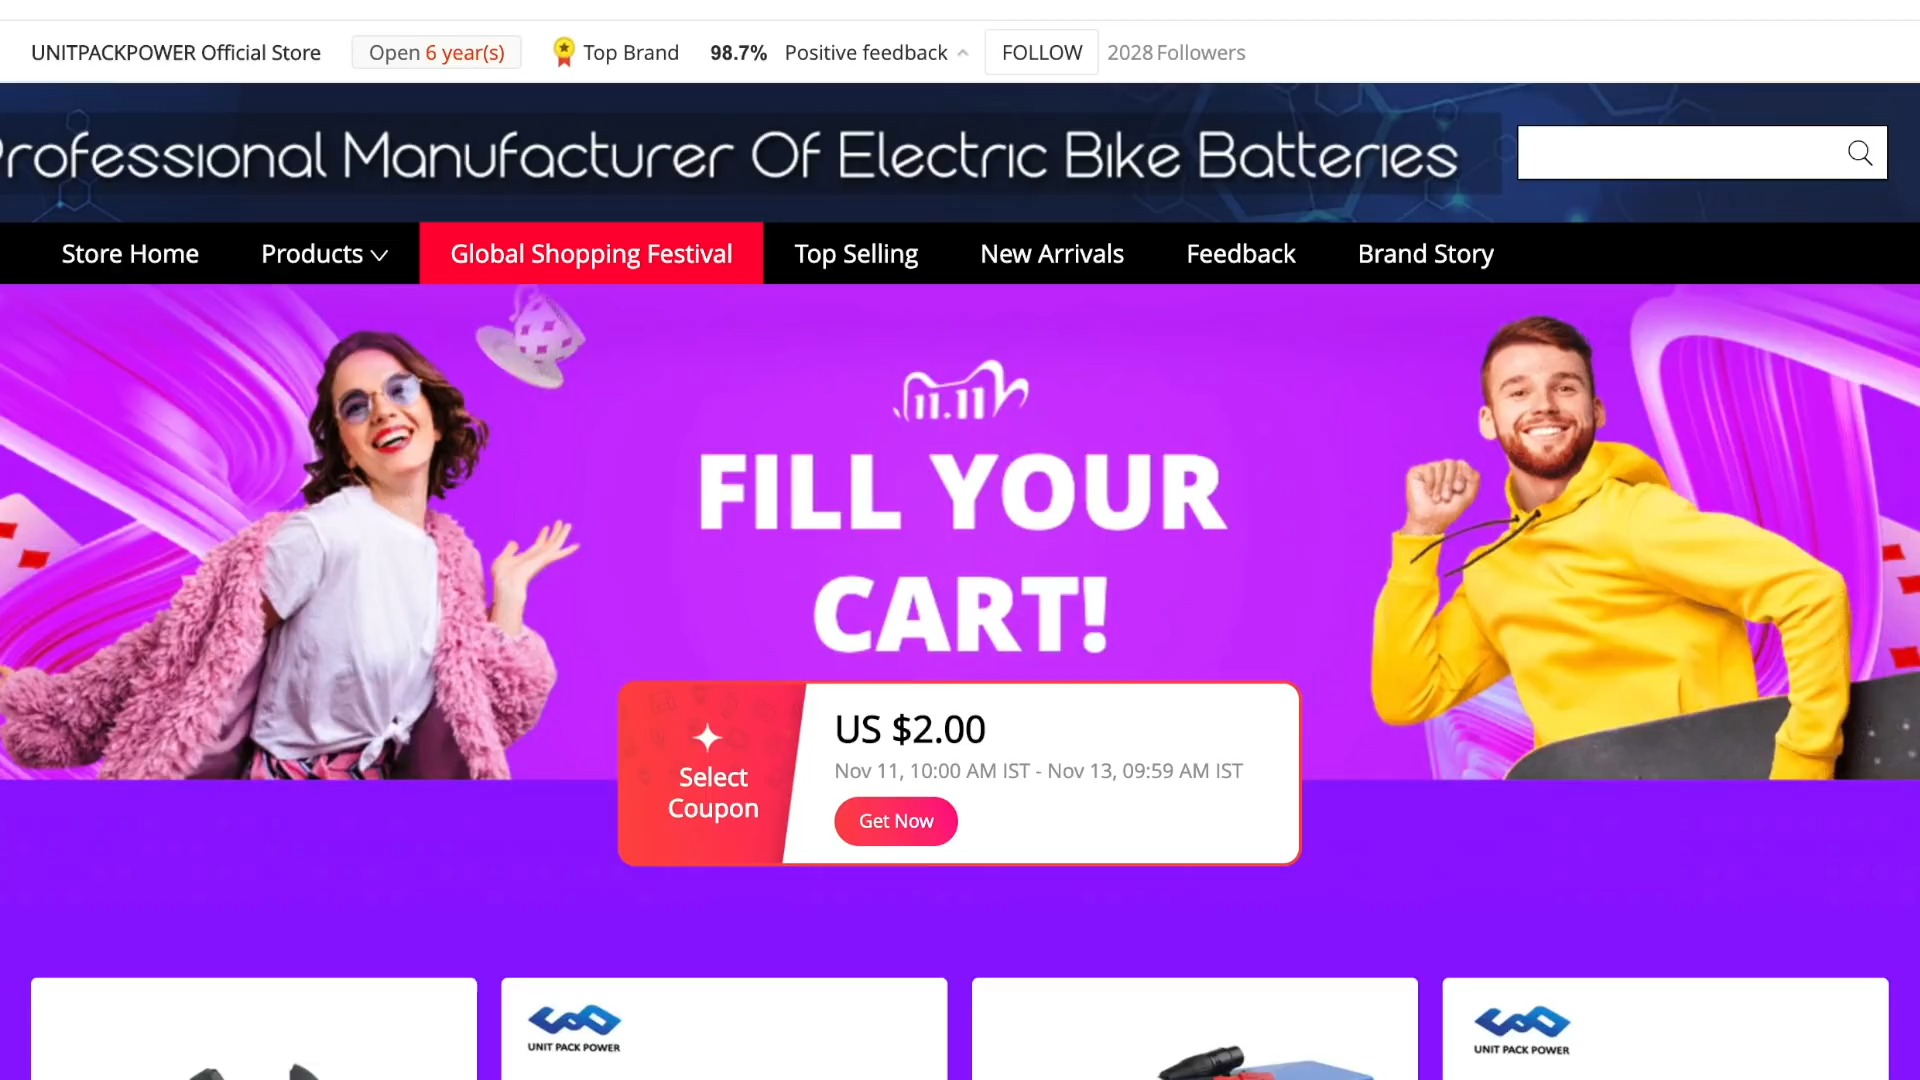 UNITPACKPOWER Official Store Open 6 year(s) Top Brand 98.7% Positive feedback FOLLOW 2028 Followers
Professional Manufacturer Of Electric Bike Batteries
Store Home Products Global Shopping Festival Top Selling New Arrivals Feedback Brand Story
11.11
FILL YOUR
CART!
Select
Coupon
US $2.00
Nov 11, 10:00 AM IST - Nov 13, 09:59 AM IST
Get Now
UNIT PACK POWER
UNIT PACK POWER